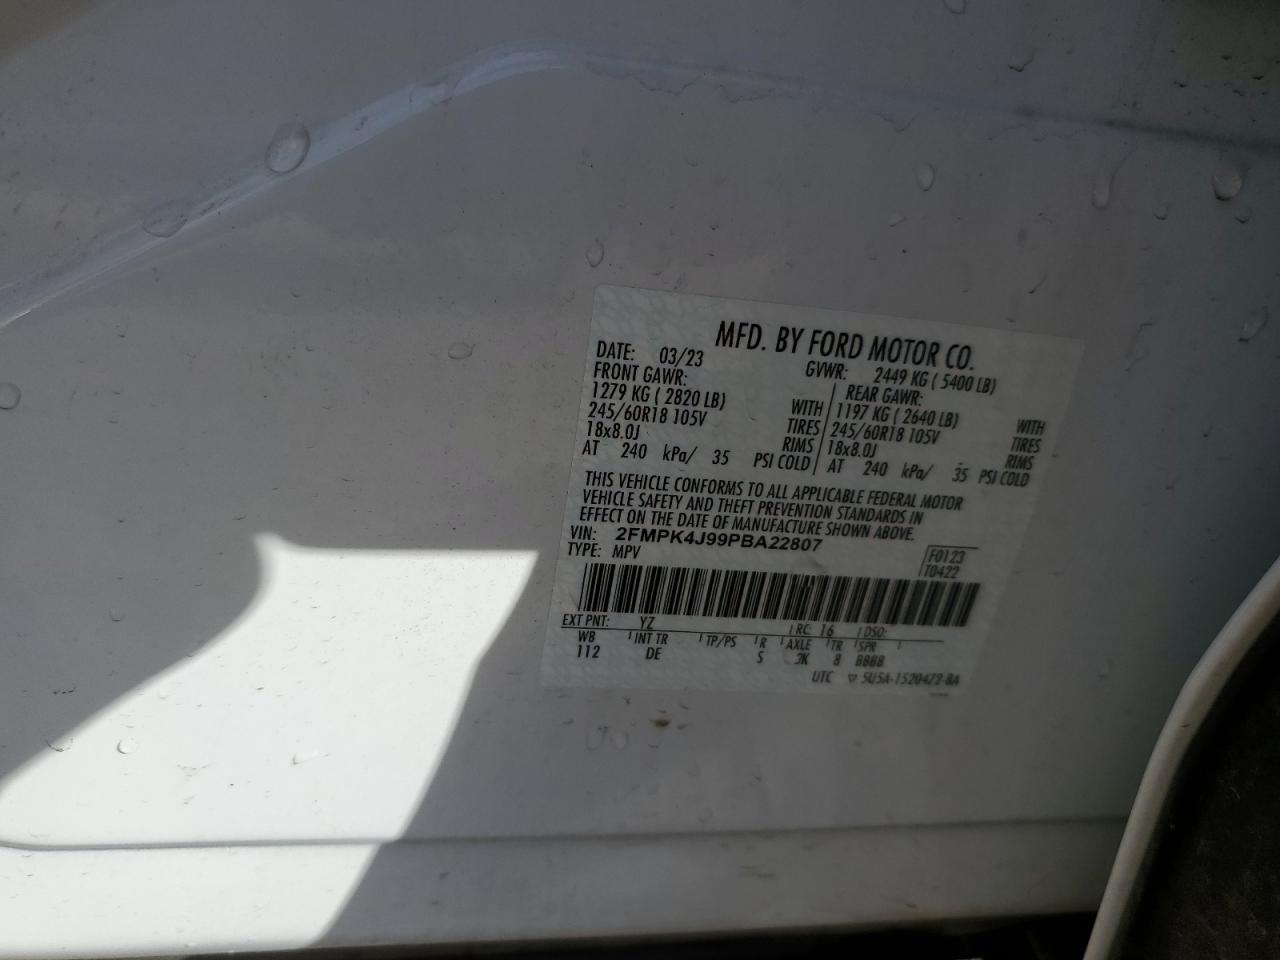 MFD. BY FORD MOTOR CO.
DATE: 03/23 GVWR: 2449 KG ( 5400 LB)
FRONT GAWR: REAR GAWR:
1279 KG ( 2820 LB) WITH 1197 KG ( 2640 LB) WITH
245/60R18 105V TIRES 245/60R18 105V TIRES
18x8.0J RIMS 18x8.0J RIMS
AT 240 kPa/ 35 PSI COLD AT 240 kPa/ 35 PSI COLD
THIS VEHICLE CONFORMS TO ALL APPLICABLE FEDERAL MOTOR
VEHICLE SAFETY AND THEFT PREVENTION STANDARDS IN
EFFECT ON THE DATE OF MANUFACTURE SHOWN ABOVE.
VIN: 2FMPK4J99PBA22807
TYPE: MPV F0123
T0422
EXT PNT: YZ RC: 16 DSO:
WB INT TR TP/PS R AXLE TR SPR
112 DE 5 3K 8 BBBB
UTC ▽ 5U5A-1520472-BA